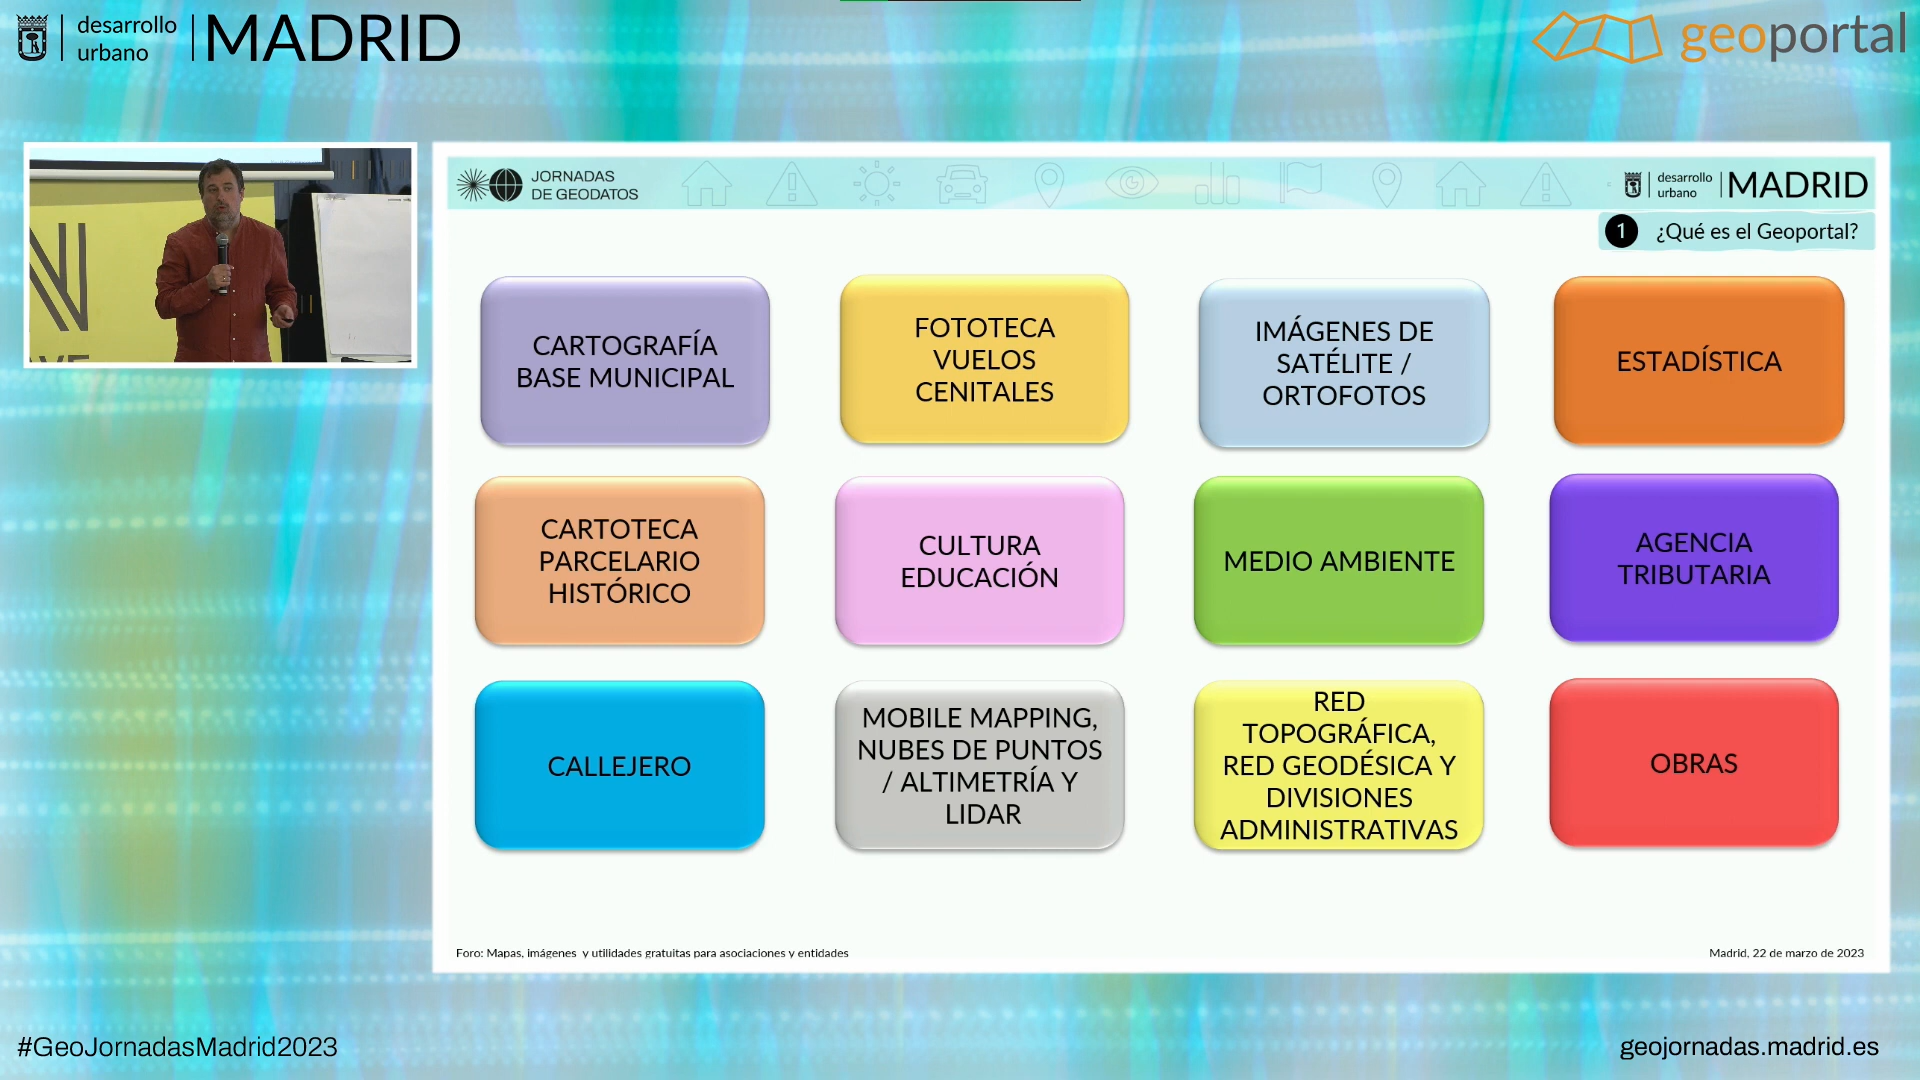 desarrollo
urbano
MADRID
geoportal
JORNADAS
DE GEODATOS
desarrollo
urbano
MADRID
1 ¿Qué es el Geoportal?
CARTOGRAFÍA
BASE MUNICIPAL
FOTOTECA
VUELOS
CENITALES
IMÁGENES DE
SATÉLITE /
ORTOFOTOS
ESTADÍSTICA
CARTOTECA
PARCELARIO
HISTÓRICO
CULTURA
EDUCACIÓN
MEDIO AMBIENTE
AGENCIA
TRIBUTARIA
CALLEJERO
MOBILE MAPPING,
NUBES DE PUNTOS
/ ALTIMETRÍA Y
LIDAR
RED
TOPOGRÁFICA,
RED GEODÉSICA Y
DIVISIONES
ADMINISTRATIVAS
OBRAS
Foro: Mapas, imágenes y utilidades gratuitas para asociaciones y entidades
Madrid, 22 de marzo de 2023
#GeoJornadasMadrid2023
geojornadas.madrid.es